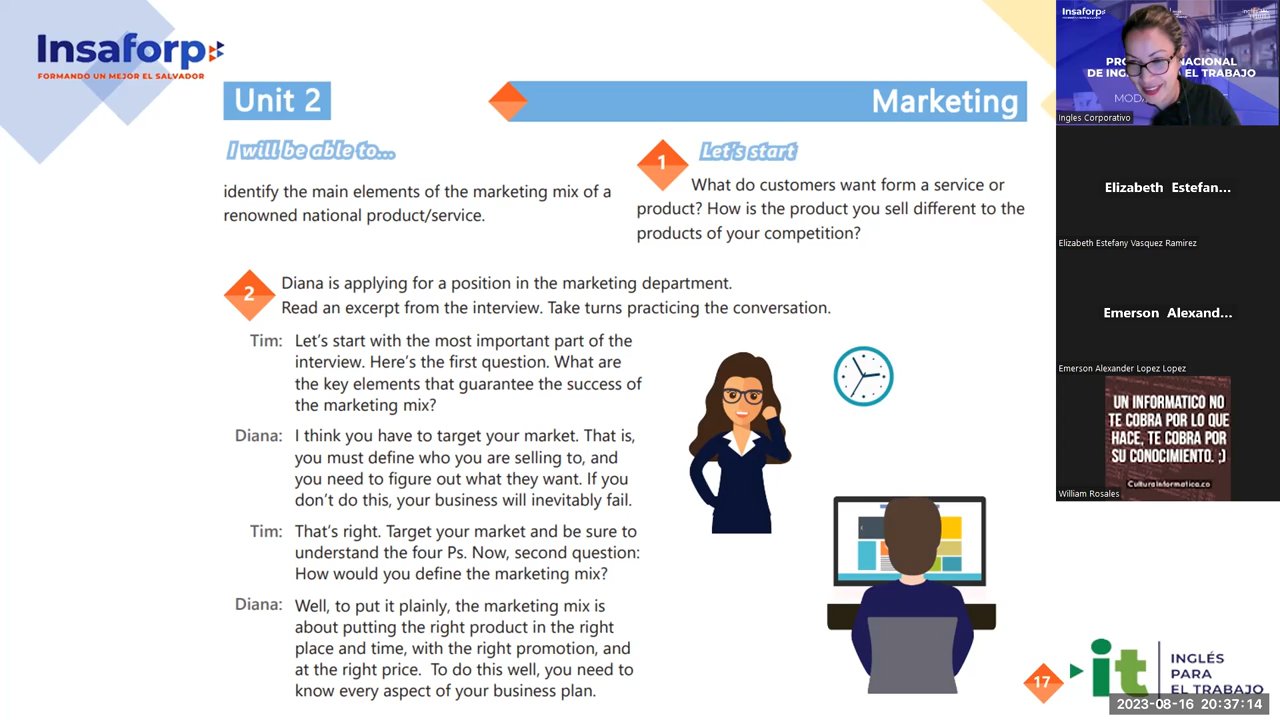 Insaforp
FORMANDO UN MEJOR EL SALVADOR
Unit 2
Marketing
I will be able to...
identify the main elements of the marketing mix of a
renowned national product/service.
1
Let's start
What do customers want form a service or
product? How is the product you sell different to the
products of your competition?
2
Diana is applying for a position in the marketing department.
Read an excerpt from the interview. Take turns practicing the conversation.
Tim: Let's start with the most important part of the
interview. Here's the first question. What are
the key elements that guarantee the success of
the marketing mix?
Diana: I think you have to target your market. That is,
you must define who you are selling to, and
you need to figure out what they want. If you
don't do this, your business will inevitably fail.
Tim: That's right. Target your market and be sure to
understand the four Ps. Now, second question:
How would you define the marketing mix?
Diana: Well, to put it plainly, the marketing mix is
about putting the right product in the right
place and time, with the right promotion, and
at the right price. To do this well, you need to
know every aspect of your business plan.
17
it
INGLÉS
PARA
EL TRABAJO
2023-08-16 20:37:14
Insaforp
NACIONAL
DE INGL
EL TRABAJO
Ingles Corporativo
Elizabeth Estefan...
Elizabeth Estefany Vasquez Ramirez
Emerson Alexand...
Emerson Alexander Lopez Lopez
UN INFORMATICO NO
TE COBRA POR LO QUE
HACE, TE COBRA POR
SU CONOCIMIENTO. ;)
CulturaInformatica.co
William Rosales